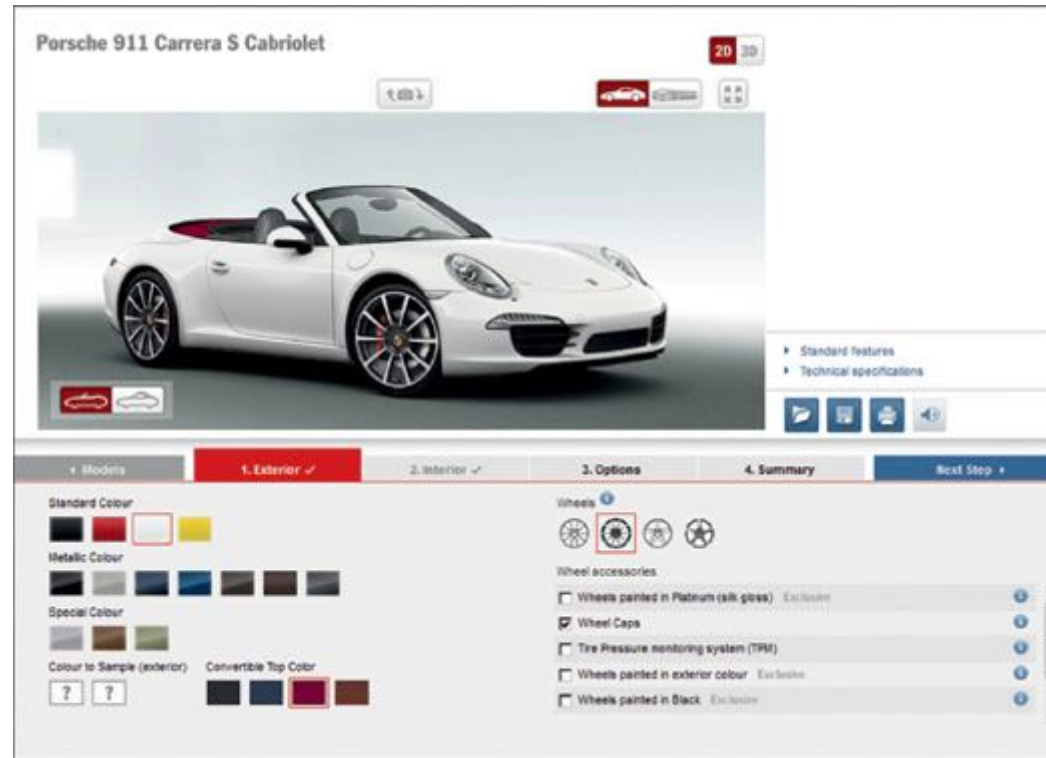 Porsche 911 Carrera S Cabriolet
2D 3D
Standard features
Technical specifications
Models
1. Exterior ✓
2. Interior ✓
3. Options
4. Summary
Next Step
Standard Colour
Metallic Colour
Special Colour
Colour to Sample (exterior)
Convertible Top Color
? ?
Wheels
Wheel accessories
Wheels painted in Platinum (silk gloss) Exclusive
Wheel Caps
Tire Pressure monitoring system (TPM)
Wheels painted in exterior colour Exclusive
Wheels painted in Black Exclusive